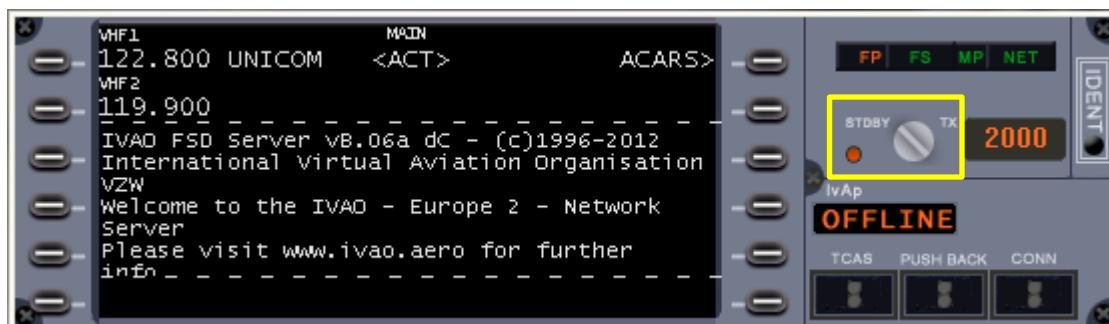 VHF1 MAIN
122.800 UNICOM <ACT> ACARS>
VHF2
119.900
IVAO FSD Server vB.06a dC - (c)1996-2012
International Virtual Aviation Organisation
VZW
Welcome to the IVAO - Europe 2 - Network
Server
Please visit www.ivao.aero for further
info
FP FS MP NET
STDBY TX 2000
IDENT
IvAp
OFFLINE
TCAS PUSH BACK CONN